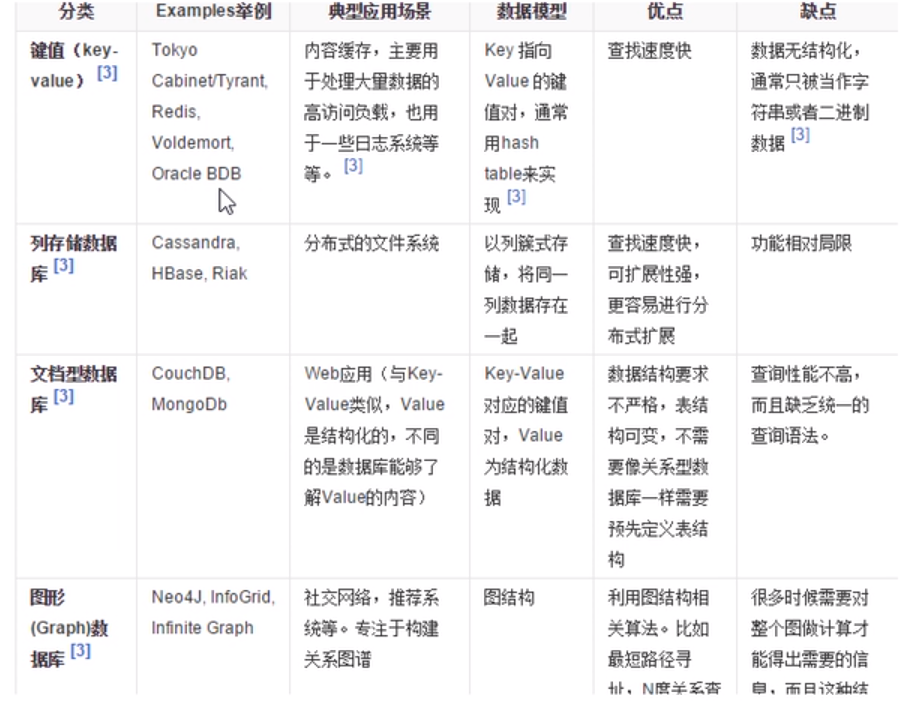 分类 Examples举例 典型应用场景 数据模型 优点 缺点
键值（key-
value）[3]
Tokyo
Cabinet/Tyrant,
Redis,
Voldemort,
Oracle BDB
内容缓存，主要用
于处理大量数据的
高访问负载，也用
于一些日志系统等
等。[3]
Key 指向
Value 的键
值对，通常
用hash
table来实
现[3]
查找速度快
数据无结构化，
通常只被当作字
符串或者二进制
数据[3]
列存储数据
库[3]
Cassandra,
HBase, Riak
分布式的文件系统
以列簇式存
储，将同一
列数据存在
一起
查找速度快，
可扩展性强，
更容易进行分
布式扩展
功能相对局限
文档型数据
库[3]
CouchDB,
MongoDb
Web应用（与Key-
Value类似，Value
是结构化的，不同
的是数据库能够了
解Value的内容）
Key-Value
对应的键值
对，Value
为结构化数
据
数据结构要求
不严格，表结
构可变，不需
要像关系型数
据库一样需要
预先定义表结
构
查询性能不高，
而且缺乏统一的
查询语法。
图形
(Graph)数
据库[3]
Neo4J, InfoGrid,
Infinite Graph
社交网络，推荐系
统等。专注于构建
关系图谱
图结构
利用图结构相
关算法。比如
最短路径寻
址，N度关系查
很多时候需要对
整个图做计算才
能得出需要的信
息，而且这种结